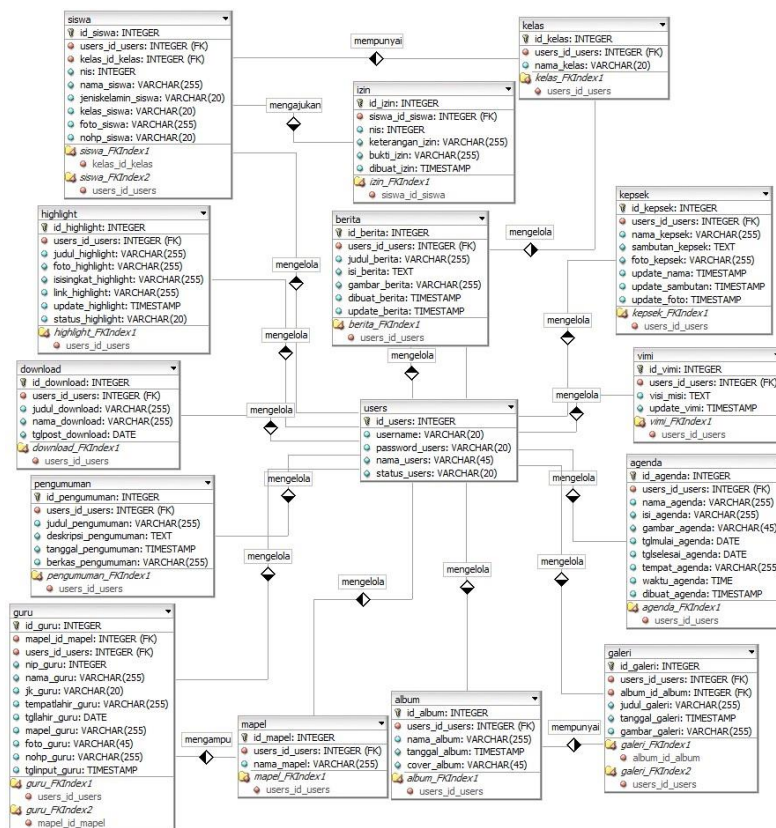 siswa
id_siswa: INTEGER
users_id_users: INTEGER (FK)
kelas_id_kelas: INTEGER (FK)
nis: INTEGER
nama_siswa: VARCHAR(255)
jeniskelamin_siswa: VARCHAR(20)
kelas_siswa: VARCHAR(20)
foto_siswa: VARCHAR(255)
nohp_siswa: VARCHAR(20)
siswa_FKIndex1
kelas_id_kelas
siswa_FKIndex2
users_id_users
mempunyai
kelas
id_kelas: INTEGER
users_id_users: INTEGER (FK)
nama_kelas: VARCHAR(20)
kelas_FKIndex1
users_id_users
mengajukan
izin
id_izin: INTEGER
siswa_id_siswa: INTEGER (FK)
nis: INTEGER
keterangan_izin: VARCHAR(255)
bukti_izin: VARCHAR(255)
dibuat_izin: TIMESTAMP
izin_FKIndex1
siswa_id_siswa
highlight
id_highlight: INTEGER
users_id_users: INTEGER (FK)
judul_highlight: VARCHAR(255)
foto_highlight: VARCHAR(255)
isisingkat_highlight: VARCHAR(255)
link_highlight: VARCHAR(255)
update_highlight: TIMESTAMP
status_highlight: VARCHAR(20)
highlight_FKIndex1
users_id_users
mengelola
berita
id_berita: INTEGER
users_id_users: INTEGER (FK)
judul_berita: VARCHAR(255)
isi_berita: TEXT
gambar_berita: VARCHAR(255)
dibuat_berita: TIMESTAMP
update_berita: TIMESTAMP
berita_FKIndex1
users_id_users
mengelola
kepsek
id_kepsek: INTEGER
users_id_users: INTEGER (FK)
nama_kepsek: VARCHAR(255)
sambutan_kepsek: TEXT
foto_kepsek: VARCHAR(255)
update_nama: TIMESTAMP
update_sambutan: TIMESTAMP
update_foto: TIMESTAMP
kepsek_FKIndex1
users_id_users
mengelola
mengelola
mengelola
download
id_download: INTEGER
users_id_users: INTEGER (FK)
judul_download: VARCHAR(255)
nama_download: VARCHAR(255)
tglpost_download: DATE
download_FKIndex1
users_id_users
mengelola
mengelola
vimi
id_vimi: INTEGER
users_id_users: INTEGER (FK)
visi_misi: TEXT
update_vimi: TIMESTAMP
vimi_FKIndex1
users_id_users
users
id_users: INTEGER
username: VARCHAR(20)
password_users: VARCHAR(20)
nama_users: VARCHAR(45)
status_users: VARCHAR(20)
pengumuman
id_pengumuman: INTEGER
users_id_users: INTEGER (FK)
judul_pengumuman: VARCHAR(255)
deskripsi_pengumuman: TEXT
tanggal_pengumuman: TIMESTAMP
berkas_pengumuman: VARCHAR(255)
pengumuman_FKIndex1
users_id_users
mengelola
mengelola
agenda
id_agenda: INTEGER
users_id_users: INTEGER (FK)
nama_agenda: VARCHAR(255)
isi_agenda: VARCHAR(255)
gambar_agenda: VARCHAR(45)
tglmulai_agenda: DATE
tglselesai_agenda: DATE
tempat_agenda: VARCHAR(255)
waktu_agenda: TIME
dibuat_agenda: TIMESTAMP
agenda_FKIndex1
users_id_users
mengelola
mengelola
mengelola
mengelola
guru
id_guru: INTEGER
mapel_id_mapel: INTEGER (FK)
users_id_users: INTEGER (FK)
nip_guru: INTEGER
nama_guru: VARCHAR(255)
jk_guru: VARCHAR(20)
tempatlahir_guru: VARCHAR(255)
tgllahir_guru: DATE
mapel_guru: VARCHAR(255)
foto_guru: VARCHAR(45)
nohp_guru: VARCHAR(255)
tglinput_guru: TIMESTAMP
guru_FKIndex1
users_id_users
guru_FKIndex2
mapel_id_mapel
mengampu
mapel
id_mapel: INTEGER
users_id_users: INTEGER (FK)
nama_mapel: VARCHAR(255)
mapel_FKIndex1
users_id_users
album
id_album: INTEGER
users_id_users: INTEGER (FK)
nama_album: VARCHAR(255)
tanggal_album: TIMESTAMP
cover_album: VARCHAR(45)
album_FKIndex1
users_id_users
mempunyai
galeri
id_galeri: INTEGER
users_id_users: INTEGER (FK)
album_id_album: INTEGER (FK)
judul_galeri: VARCHAR(255)
tanggal_galeri: TIMESTAMP
gambar_galeri: VARCHAR(255)
galeri_FKIndex1
album_id_album
galeri_FKIndex2
users_id_users